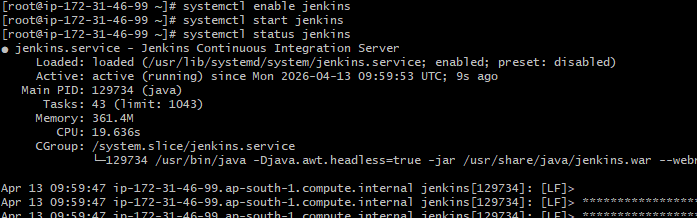 [root@ip-172-31-46-99 ~]# systemctl enable jenkins
[root@ip-172-31-46-99 ~]# systemctl start jenkins
[root@ip-172-31-46-99 ~]# systemctl status jenkins
● jenkins.service - Jenkins Continuous Integration Server
     Loaded: loaded (/usr/lib/systemd/system/jenkins.service; enabled; preset: disabled)
     Active: active (running) since Mon 2026-04-13 09:59:53 UTC; 9s ago
   Main PID: 129734 (java)
      Tasks: 43 (limit: 1043)
     Memory: 361.4M
        CPU: 19.636s
     CGroup: /system.slice/jenkins.service
             └─129734 /usr/bin/java -Djava.awt.headless=true -jar /usr/share/java/jenkins.war --webr
Apr 13 09:59:47 ip-172-31-46-99.ap-south-1.compute.internal jenkins[129734]: [LF]>
Apr 13 09:59:47 ip-172-31-46-99.ap-south-1.compute.internal jenkins[129734]: [LF]> *****************